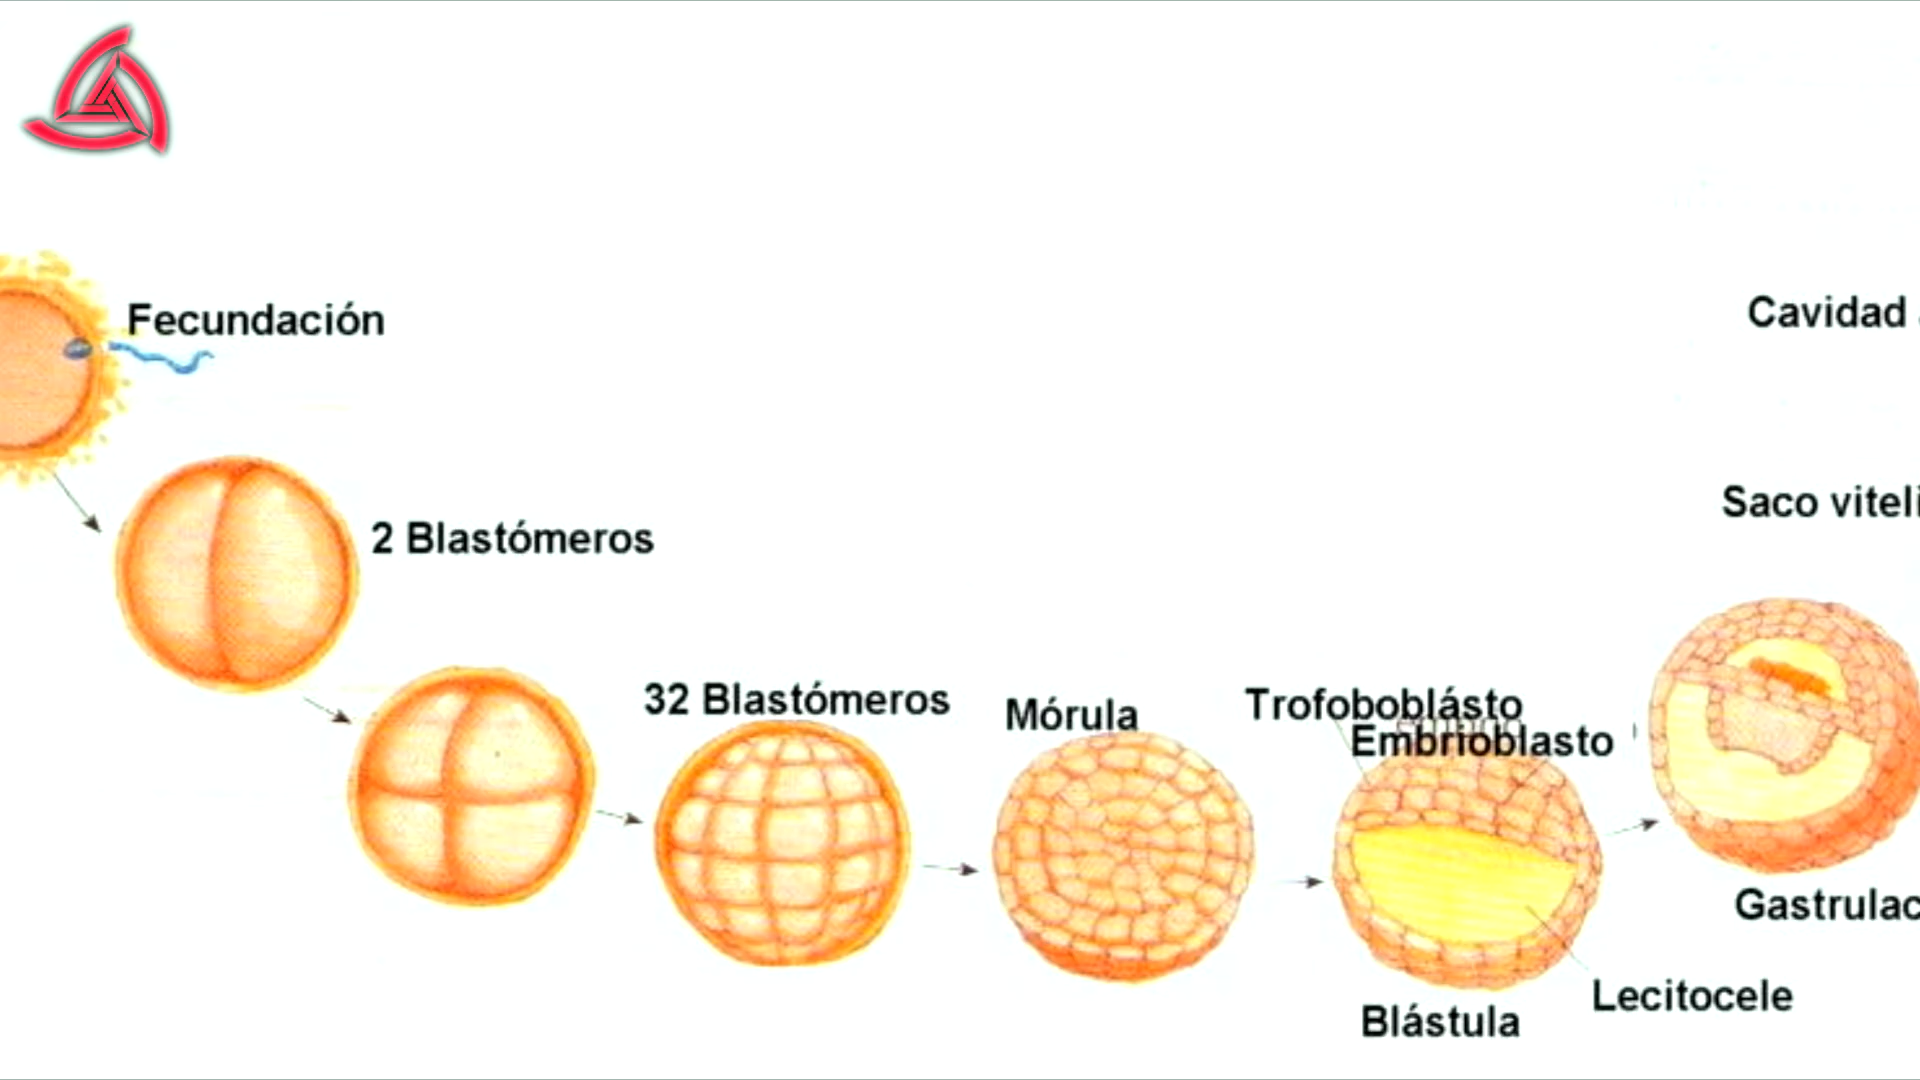 Fecundación
Cavidad
Saco viteli
2 Blastómeros
32 Blastómeros
Mórula
Trofoboblásto
Embrioblasto
Gastrulac
Lecitocele
Blástula